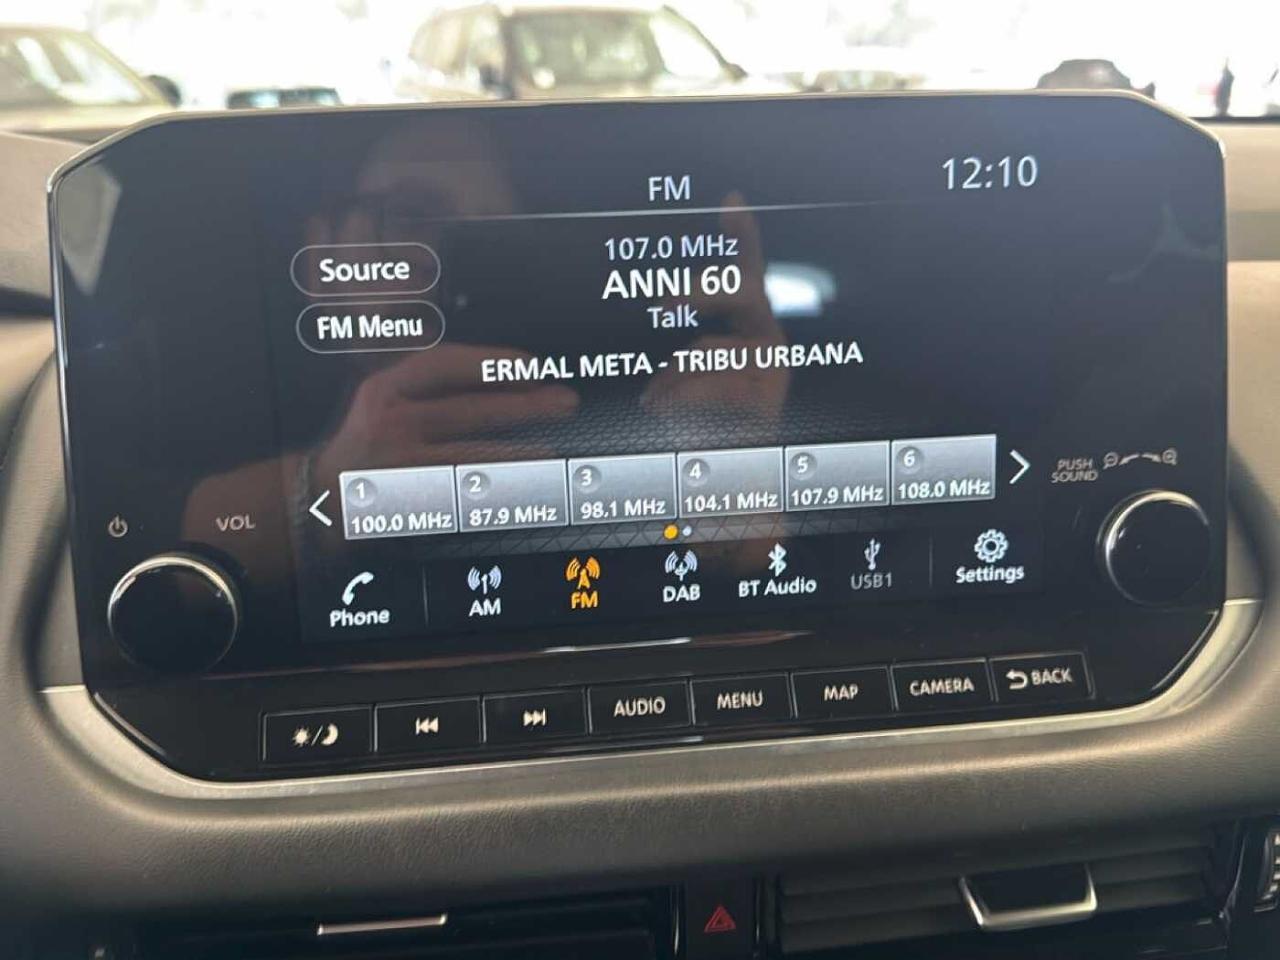 FM
12:10
Source
107.0 MHz
ANNI 60
FM Menu
Talk
ERMAL META - TRIBU URBANA
1
100.0 MHz
2
87.9 MHz
3
98.1 MHz
4
104.1 MHz
5
107.9 MHz
6
108.0 MHz
PUSH
SOUND
VOL
Phone
AM
FM
DAB
BT Audio
USB1
Settings
AUDIO
MENU
MAP
CAMERA
BACK